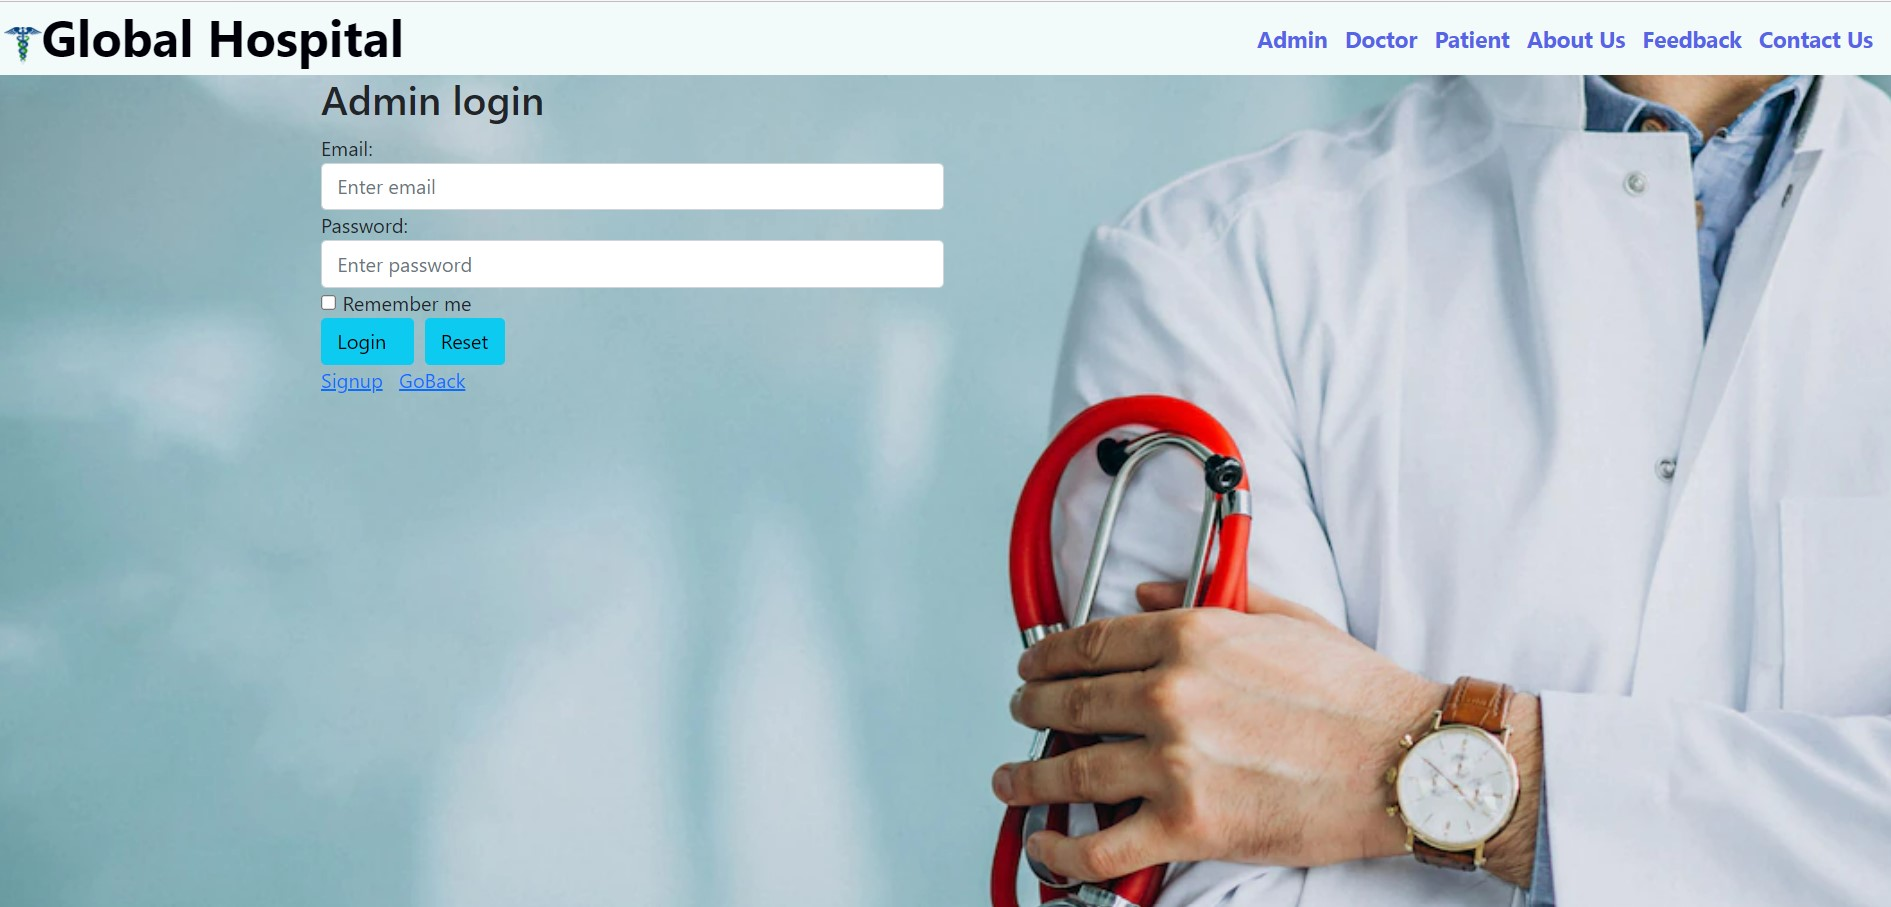 Global Hospital
Admin Doctor Patient About Us Feedback Contact Us
Admin login
Email:
Enter email
Password:
Enter password
Remember me
Login Reset
Signup GoBack